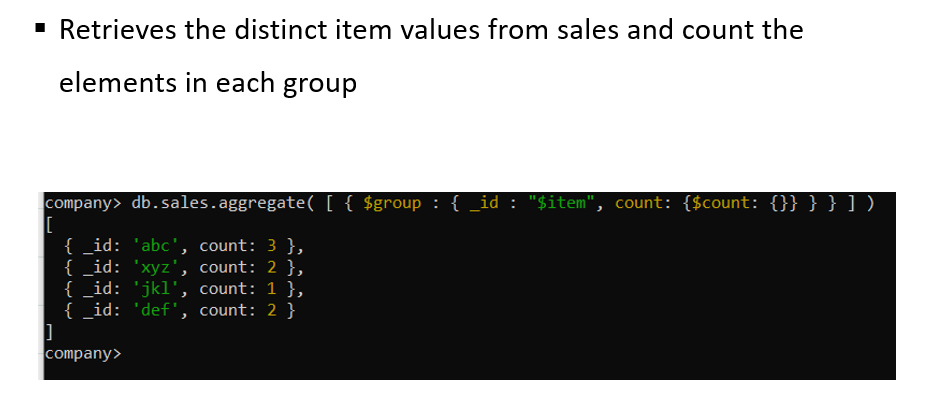 ▪ Retrieves the distinct item values from sales and count the
elements in each group
company> db.sales.aggregate( [ { $group : { _id : "$item", count: {$count: {}} } } ] )
[
  { _id: 'abc', count: 3 },
  { _id: 'xyz', count: 2 },
  { _id: 'jkl', count: 1 },
  { _id: 'def', count: 2 }
]
company>